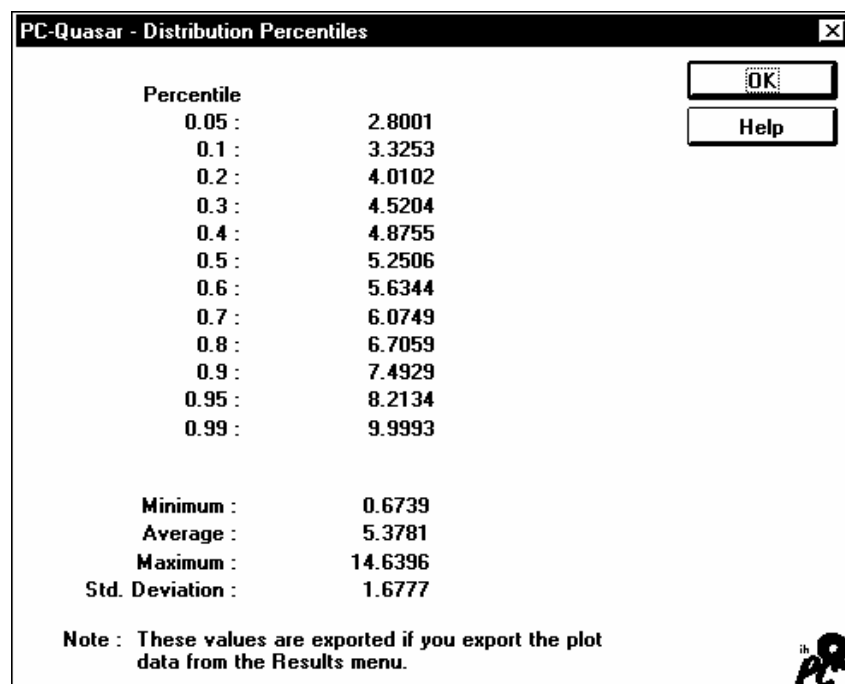 PC-Quasar - Distribution Percentiles
OK
Help
Percentile
0.05 : 2.8001
0.1 : 3.3253
0.2 : 4.0102
0.3 : 4.5204
0.4 : 4.8755
0.5 : 5.2506
0.6 : 5.6344
0.7 : 6.0749
0.8 : 6.7059
0.9 : 7.4929
0.95 : 8.2134
0.99 : 9.9993
Minimum : 0.6739
Average : 5.3781
Maximum : 14.6396
Std. Deviation : 1.6777
Note : These values are exported if you export the plot
data from the Results menu.
ih
PC